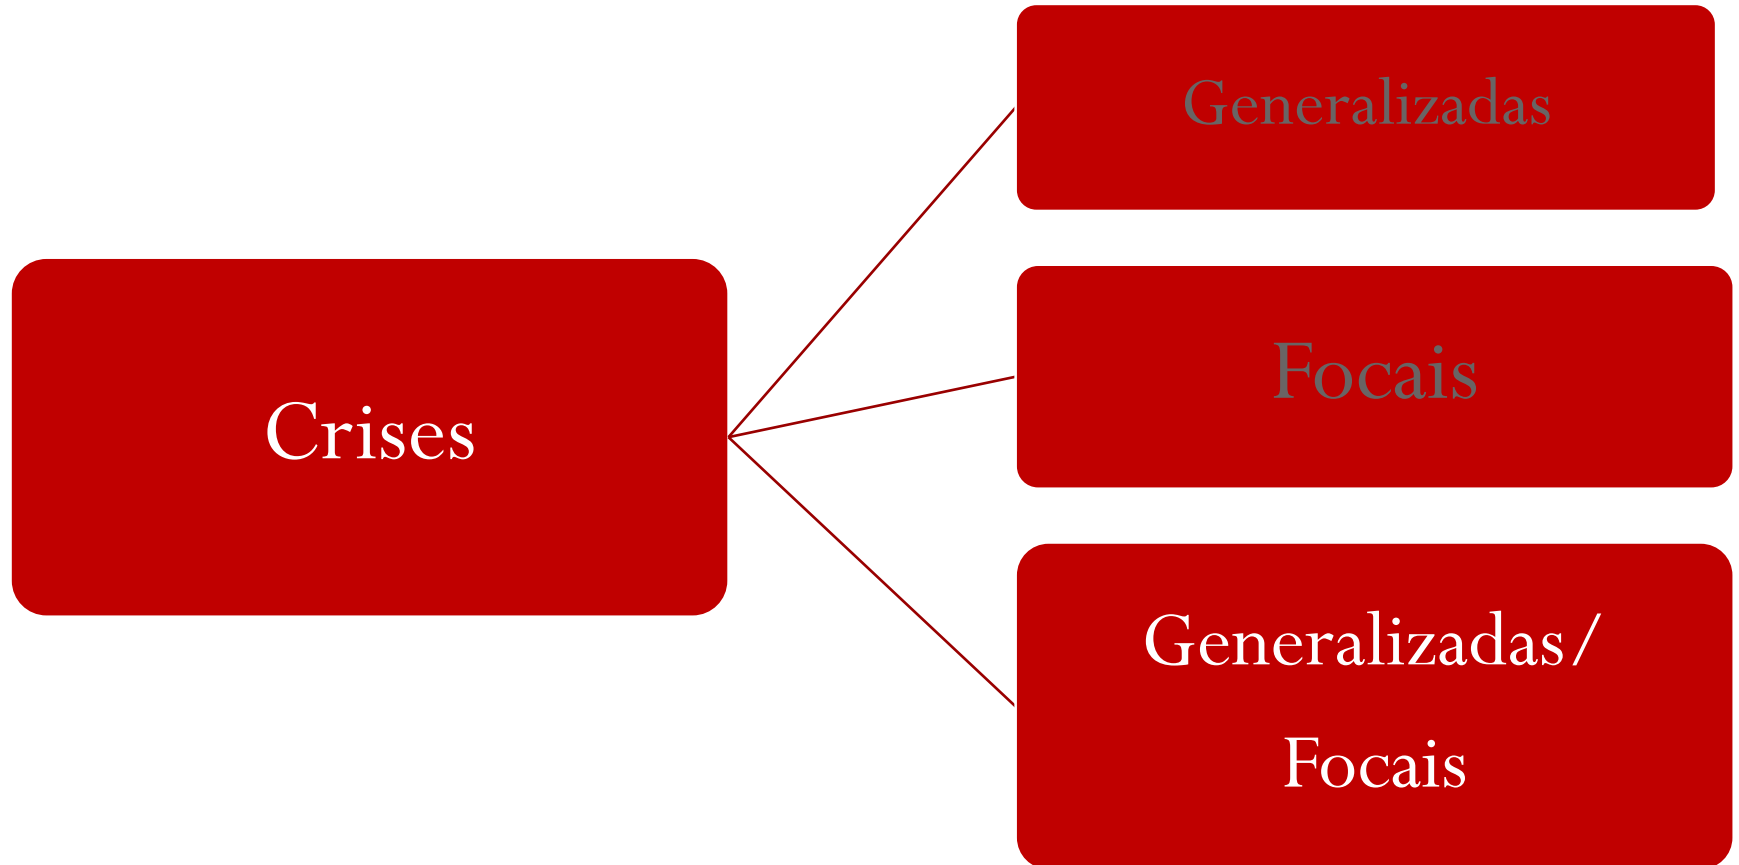 Generalizadas
Focais
Crises
Generalizadas/
Focais